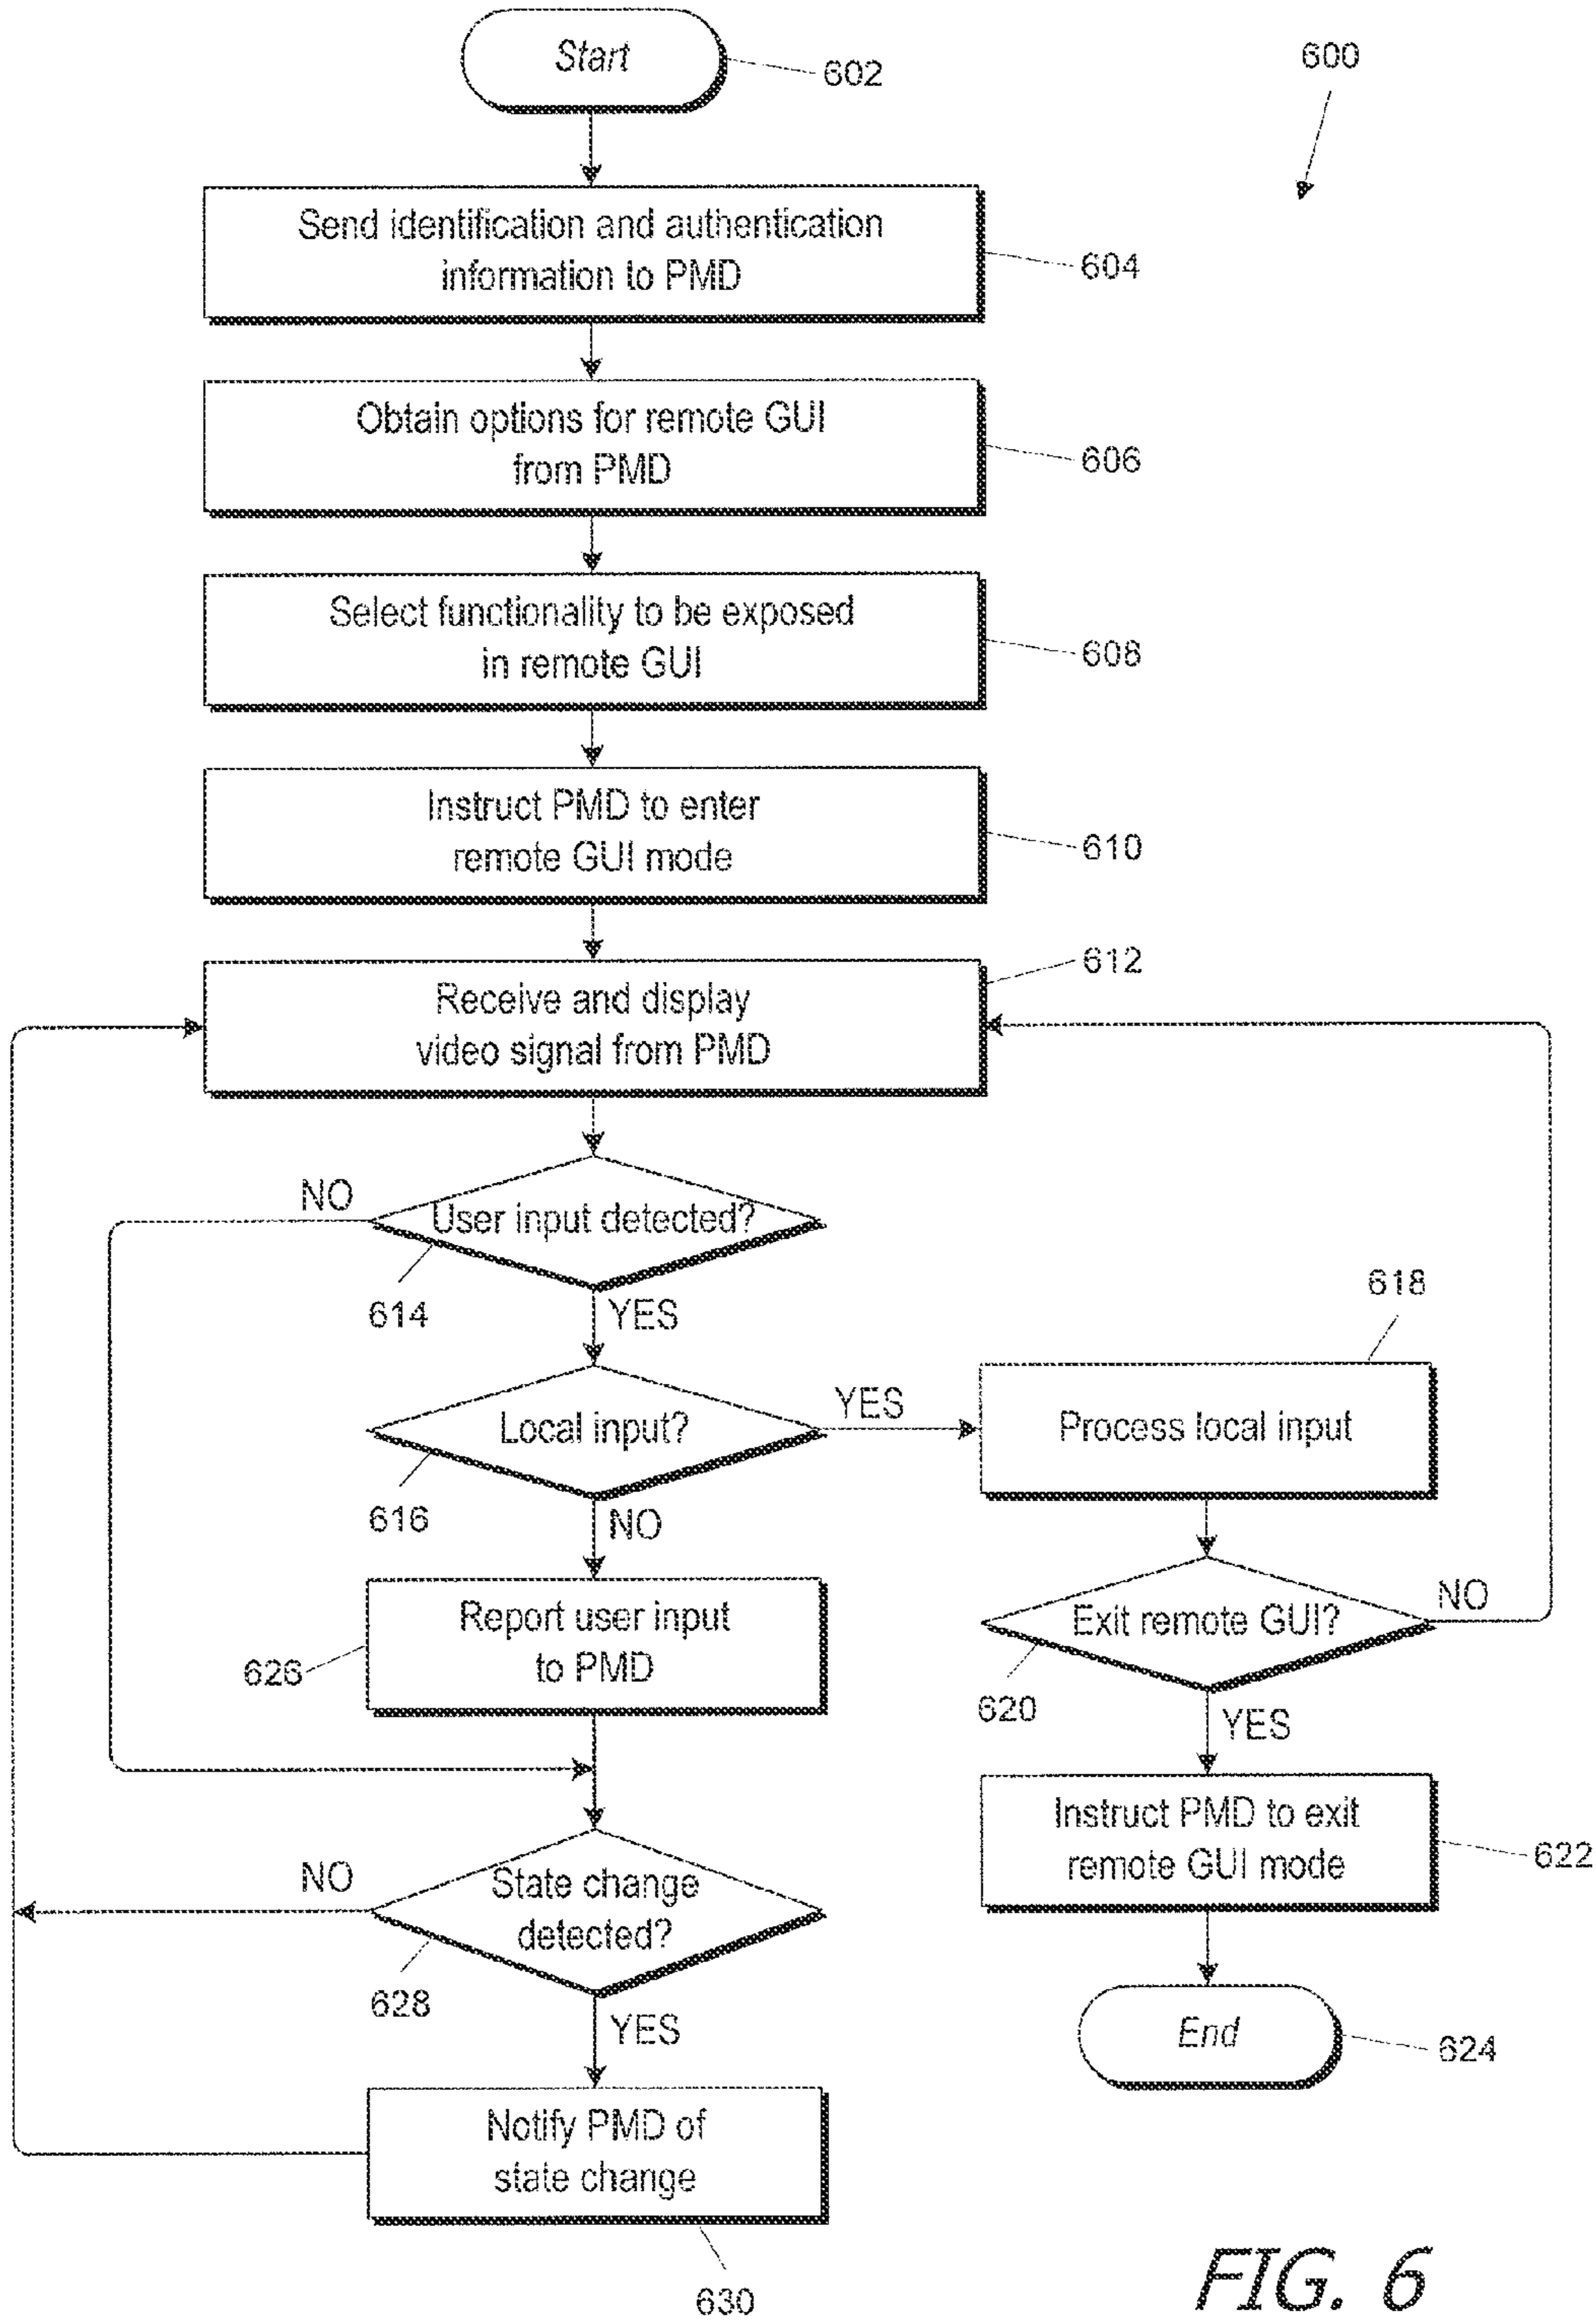 Start
602
600
Send identification and authentication
information to PMD
604
Obtain options for remote GUI
from PMD
606
Select functionality to be exposed
in remote GUI
608
Instruct PMD to enter
remote GUI mode
610
612
Receive and display
video signal from PMD
NO
User input detected?
614
YES
618
Local input?
YES
Process local input
616
NO
Report user input
to PMD
626
Exit remote GUI?
NO
620
YES
Instruct PMD to exit
remote GUI mode
622
NO
State change
detected?
628
YES
End
624
Notify PMD of
state change
630
FIG. 6